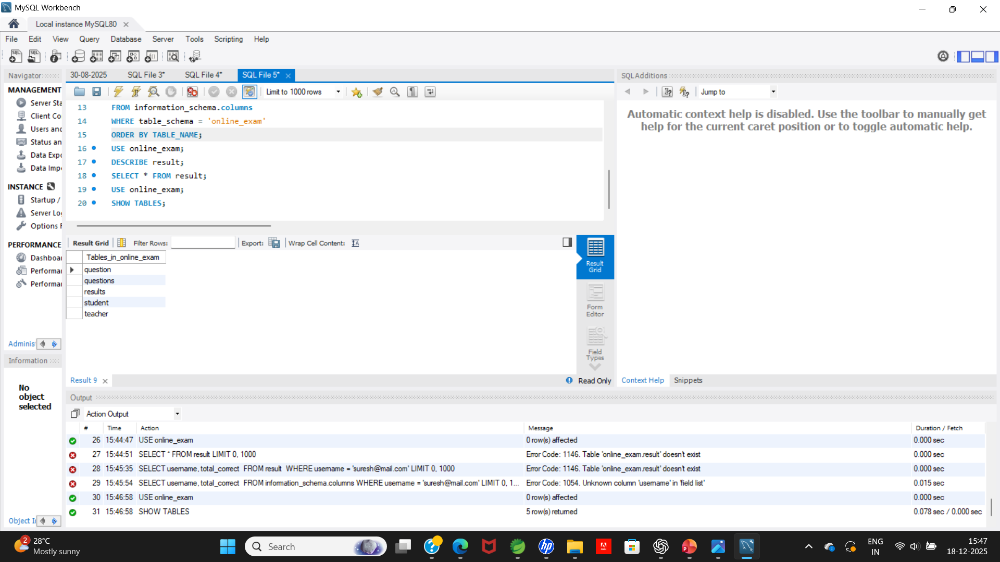 MySQL Workbench
Local instance MySQL80
File Edit View Query Database Server Tools Scripting Help
Navigator
MANAGEMENT
Server Sta
Client Co
Users and
Status an
Data Expo
Data Impo
INSTANCE
Startup /
Server Lo
Options F
PERFORMANCE
Dashboar
Performa
Performa
Adminis
Information
No
object
selected
Object In
30-08-2025 SQL File 3* SQL File 4* SQL File 5*
Limit to 1000 rows
13 FROM information_schema.columns
14 WHERE table_schema = 'online_exam'
15 ORDER BY TABLE_NAME;
16 USE online_exam;
17 DESCRIBE result;
18 SELECT * FROM result;
19 USE online_exam;
20 SHOW TABLES;
Result Grid Filter Rows: Export: Wrap Cell Content:
Tables_in_online_exam
question
questions
results
student
teacher
Result
Grid
Form
Editor
Field
Types
Result 9
Read Only
SQLAdditions
Jump to
Automatic context help is disabled. Use the toolbar to manually get
help for the current caret position or to toggle automatic help.
Context Help Snippets
Output
Action Output
# Time Action Message Duration / Fetch
26 15:44:47 USE online_exam 0 row(s) affected 0.000 sec
27 15:44:51 SELECT * FROM result LIMIT 0, 1000 Error Code: 1146. Table 'online_exam.result' doesn't exist 0.000 sec
28 15:45:35 SELECT username, total_correct FROM result WHERE username = 'suresh@mail.com' LIMIT 0, 1000 Error Code: 1146. Table 'online_exam.result' doesn't exist 0.000 sec
29 15:45:54 SELECT username, total_correct FROM information_schema.columns WHERE username = 'suresh@mail.com' LIMIT 0, 1... Error Code: 1054. Unknown column 'username' in 'field list' 0.015 sec
30 15:46:58 USE online_exam 0 row(s) affected 0.000 sec
31 15:46:58 SHOW TABLES 5 row(s) returned 0.078 sec / 0.000 sec
2
28°C
Mostly sunny
Search
ENG
IN
15:47
18-12-2025